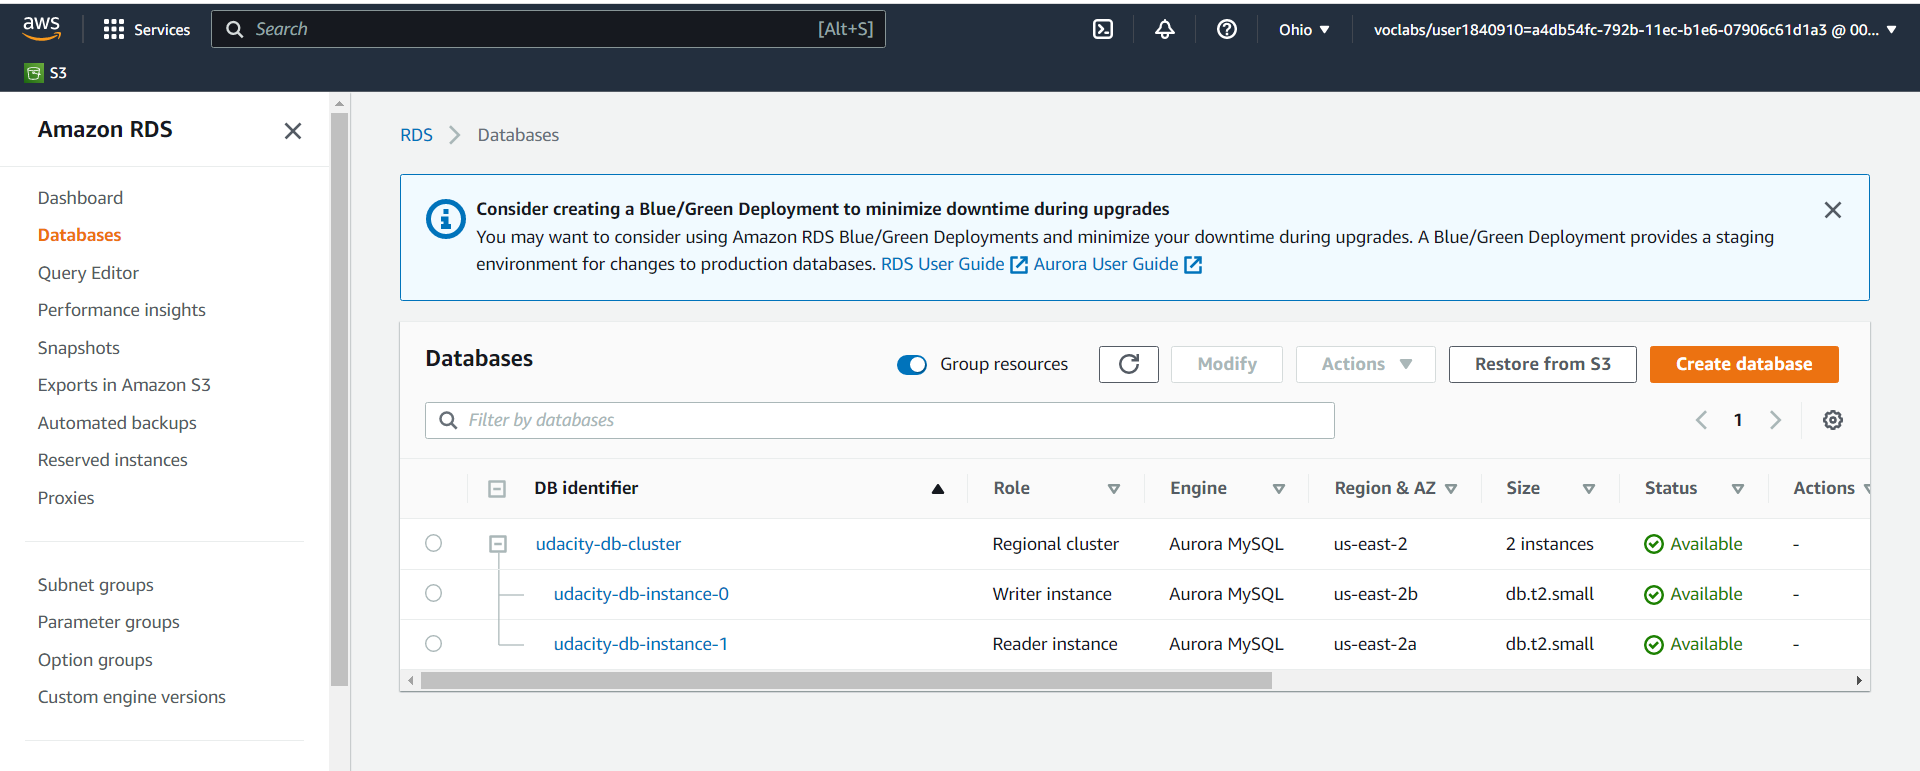 aws
Services
Search [Alt+S]
Ohio
voclabs/user1840910=a4db54fc-792b-11ec-b1e6-07906c61d1a3 @ 00...
S3
Amazon RDS
Dashboard
Databases
Query Editor
Performance insights
Snapshots
Exports in Amazon S3
Automated backups
Reserved instances
Proxies
Subnet groups
Parameter groups
Option groups
Custom engine versions
RDS Databases
Consider creating a Blue/Green Deployment to minimize downtime during upgrades
You may want to consider using Amazon RDS Blue/Green Deployments and minimize your downtime during upgrades. A Blue/Green Deployment provides a staging
environment for changes to production databases. RDS User Guide Aurora User Guide
Databases
Group resources
Modify
Actions
Restore from S3
Create database
Filter by databases
1
DB identifier Role Engine Region & AZ Size Status Actions
udacity-db-cluster Regional cluster Aurora MySQL us-east-2 2 instances Available -
udacity-db-instance-0 Writer instance Aurora MySQL us-east-2b db.t2.small Available -
udacity-db-instance-1 Reader instance Aurora MySQL us-east-2a db.t2.small Available -